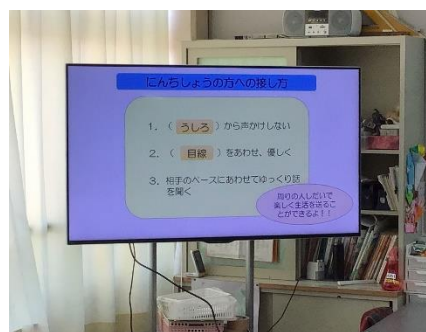 にんちしょうの方への接し方
1. ( うしろ ) から声かけしない
2. ( 目線 ) をあわせ、優しく
3. 相手のペースにあわせてゆっくり話
を聞く
周りの人しだいで
楽しく生活を送るこ
とができるよ!!